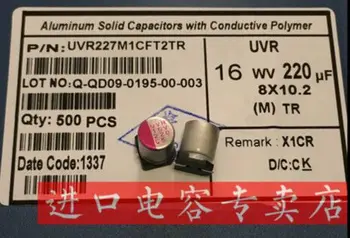 Aluminum Solid Capacitors with Conductive Polymer
P/N: UVR227M1CFT2TR
UVR
LOT NO: Q-QD09-0195-00-003
16 WV 220 μF
8X10.2
Qty: 500 PCS
(M) TR
Remark : X1CR
Date Code: 1337
D/C: CK
进口电容专卖店